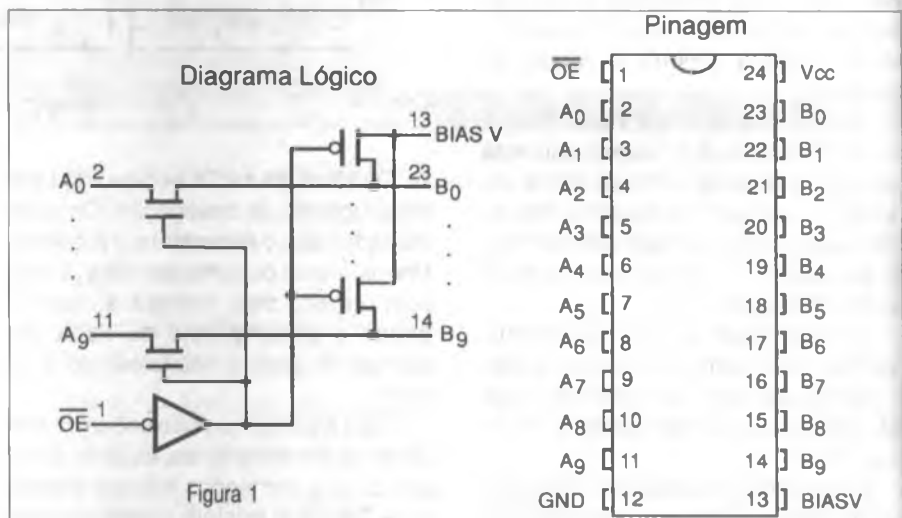 Diagrama Lógico
13
BIAS V
A0 2
23
B0
A9 11
14
B9
OE 1
Figura 1
Pinagem
OE 1 24 Vcc
A0 2 23 B0
A1 3 22 B1
A2 4 21 B2
A3 5 20 B3
A4 6 19 B4
A5 7 18 B5
A6 8 17 B6
A7 9 16 B7
A8 10 15 B8
A9 11 14 B9
GND 12 13 BIASV